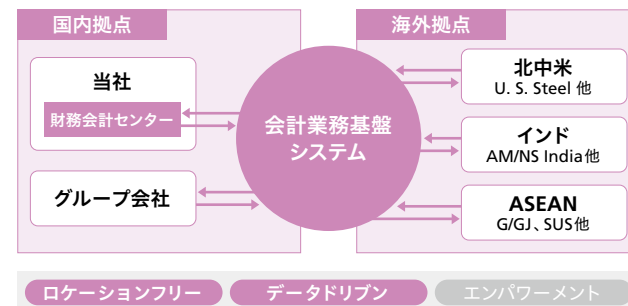 国内拠点
海外拠点
当社
財務会計センター
グループ会社
会計業務基盤
システム
北中米
U. S. Steel 他
インド
AM/NS India他
ASEAN
G/GJ、SUS他
ロケーションフリー
データドリブン
エンパワーメント